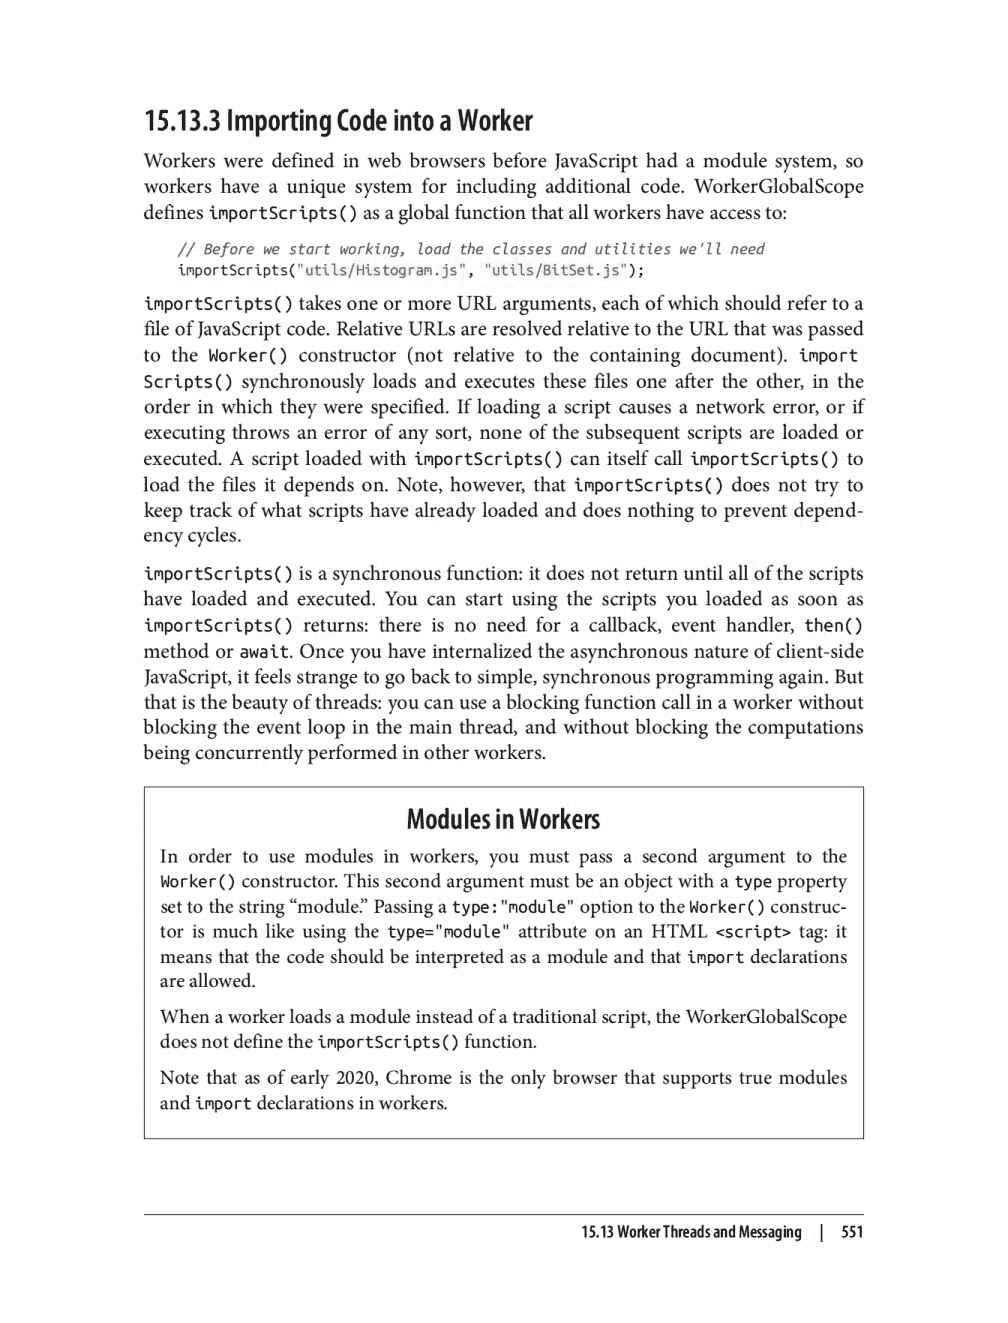 15.13.3 Importing Code into a Worker
Workers were defined in web browsers before JavaScript had a module system, so
workers have a unique system for including additional code. WorkerGlobalScope
defines importScripts() as a global function that all workers have access to:
// Before we start working, load the classes and utilities we'll need
importScripts("utils/Histogram.js", "utils/BitSet.js");
importScripts() takes one or more URL arguments, each of which should refer to a
file of JavaScript code. Relative URLs are resolved relative to the URL that was passed
to the Worker() constructor (not relative to the containing document). import
Scripts() synchronously loads and executes these files one after the other, in the
order in which they were specified. If loading a script causes a network error, or if
executing throws an error of any sort, none of the subsequent scripts are loaded or
executed. A script loaded with importScripts() can itself call importScripts() to
load the files it depends on. Note, however, that importScripts() does not try to
keep track of what scripts have already loaded and does nothing to prevent depend-
ency cycles.
importScripts() is a synchronous function: it does not return until all of the scripts
have loaded and executed. You can start using the scripts you loaded as soon as
importScripts() returns: there is no need for a callback, event handler, then()
method or await. Once you have internalized the asynchronous nature of client-side
JavaScript, it feels strange to go back to simple, synchronous programming again. But
that is the beauty of threads: you can use a blocking function call in a worker without
blocking the event loop in the main thread, and without blocking the computations
being concurrently performed in other workers.
Modules in Workers
In order to use modules in workers, you must pass a second argument to the
Worker() constructor. This second argument must be an object with a type property
set to the string “module.” Passing a type:"module" option to the Worker() construc-
tor is much like using the type="module" attribute on an HTML <script> tag: it
means that the code should be interpreted as a module and that import declarations
are allowed.
When a worker loads a module instead of a traditional script, the WorkerGlobalScope
does not define the importScripts() function.
Note that as of early 2020, Chrome is the only browser that supports true modules
and import declarations in workers.
15.13 Worker Threads and Messaging | 551